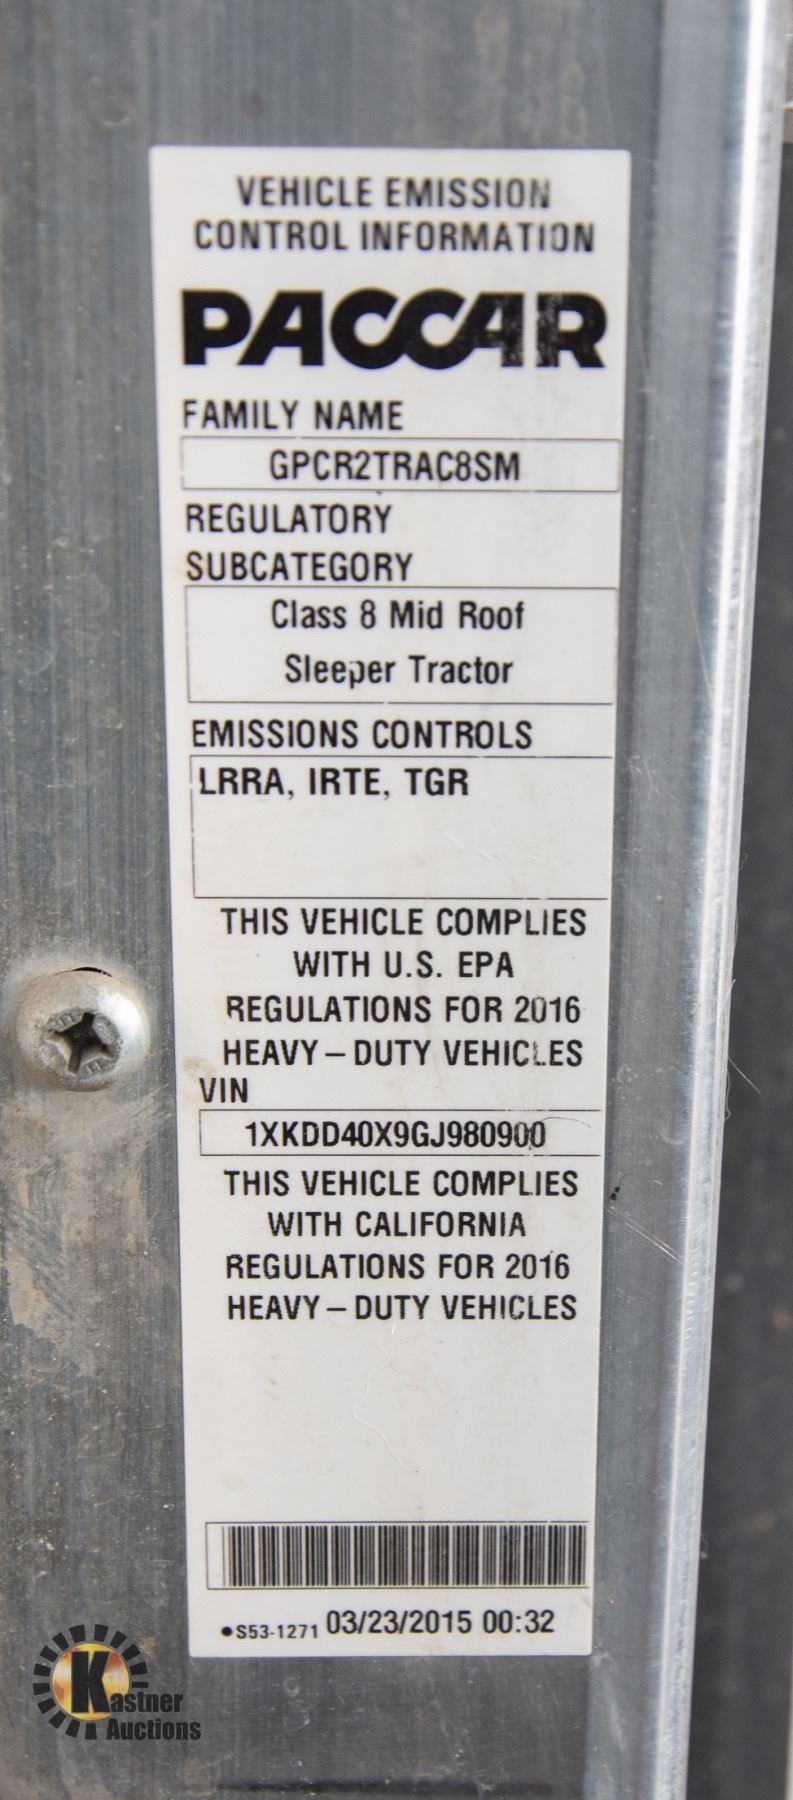 VEHICLE EMISSION
CONTROL INFORMATION
PACCAR
FAMILY NAME
GPCR2TRAC8SM
REGULATORY
SUBCATEGORY
Class 8 Mid Roof
Sleeper Tractor
EMISSIONS CONTROLS
LRRA, IRTE, TGR
THIS VEHICLE COMPLIES
WITH U.S. EPA
REGULATIONS FOR 2016
HEAVY – DUTY VEHICLES
VIN
1XKDD40X9GJ980900
THIS VEHICLE COMPLIES
WITH CALIFORNIA
REGULATIONS FOR 2016
HEAVY – DUTY VEHICLES
●S53-1271 03/23/2015 00:32
Kastner
Auctions